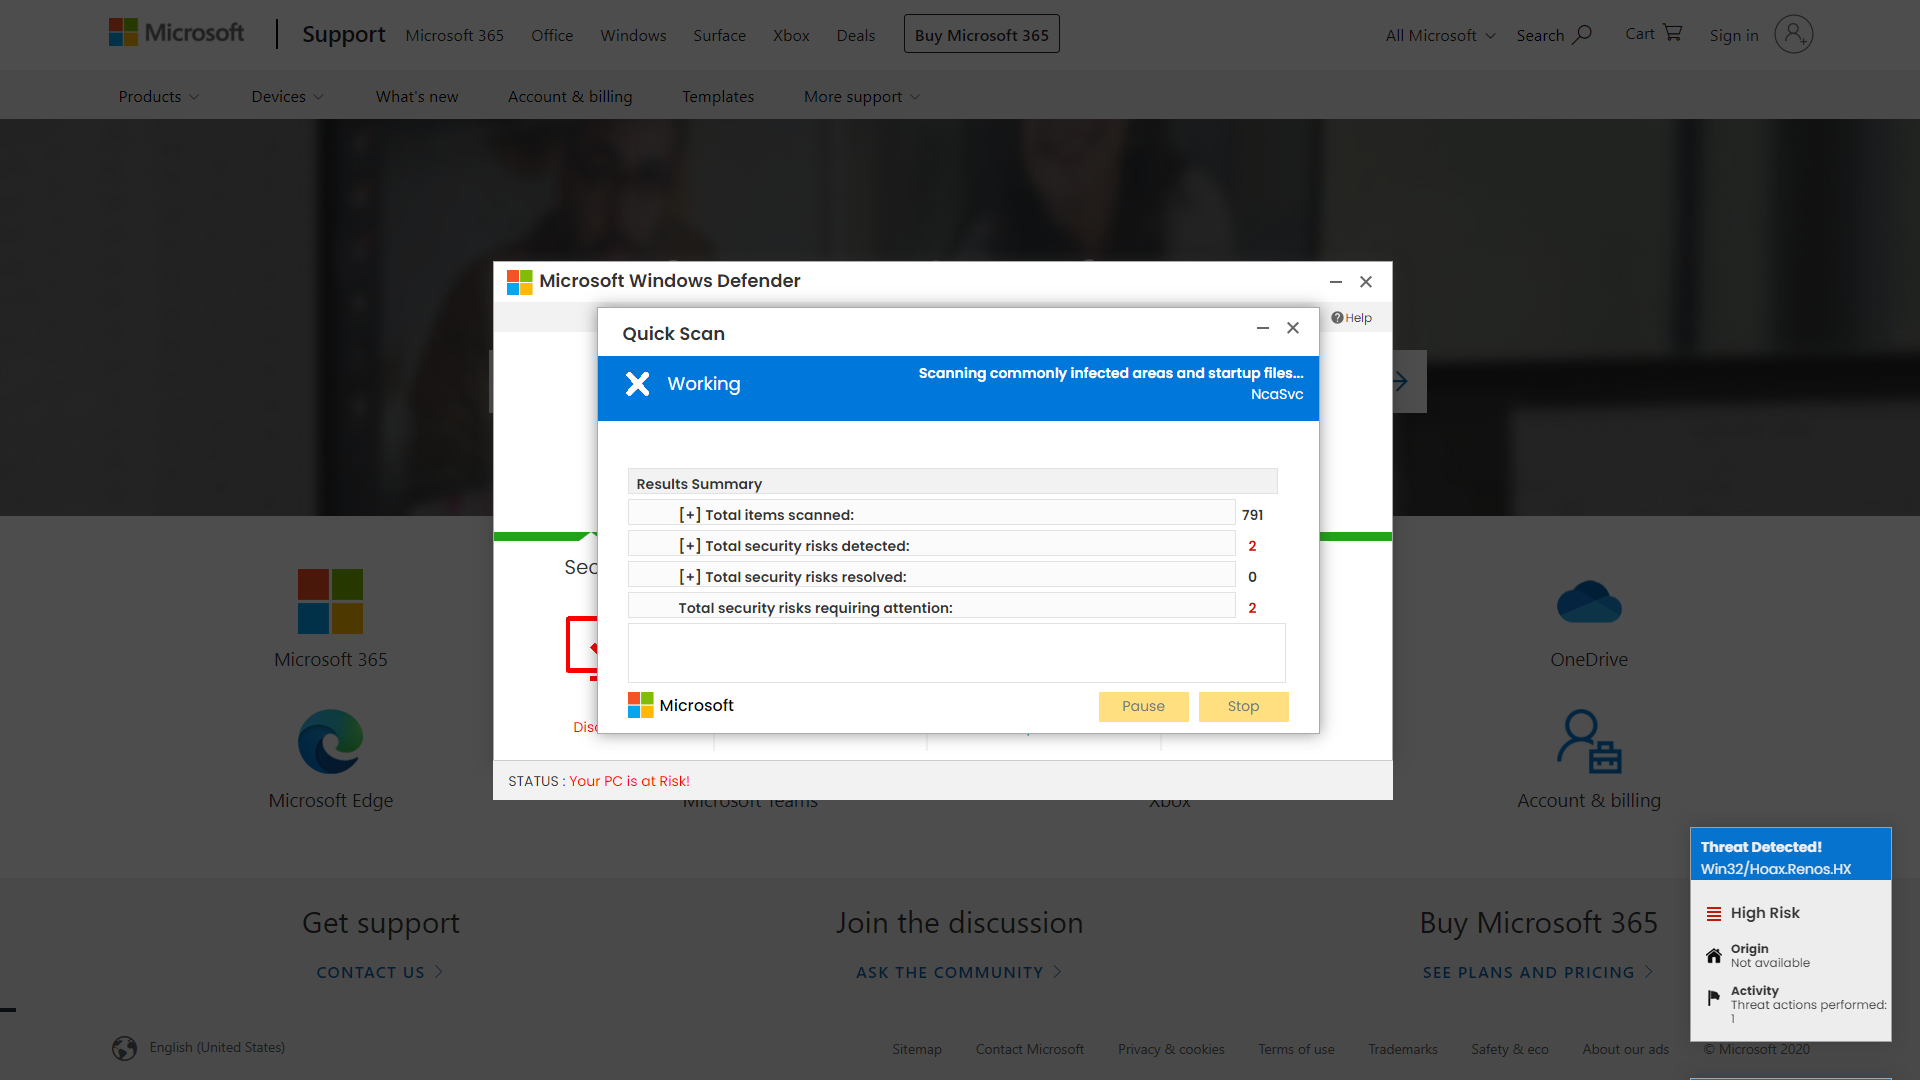 Microsoft
Support
Microsoft 365
Office
Windows
Surface
Xbox
Deals
Buy Microsoft 365
All Microsoft
Search
Cart
Sign in
Products
Devices
What's new
Account & billing
Templates
More support
Microsoft Windows Defender
Help
Quick Scan
Working
Scanning commonly infected areas and startup files...
NcaSvc
Results Summary
[+] Total items scanned: 791
[+] Total security risks detected: 2
[+] Total security risks resolved: 0
Total security risks requiring attention: 2
Microsoft
Pause
Stop
Sec
Disc
STATUS : Your PC is at Risk!
Microsoft 365
OneDrive
Microsoft Edge
Microsoft Teams
Xbox
Account & billing
Threat Detected!
Win32/Hoax.Renos.HX
High Risk
Origin
Not available
Activity
Threat actions performed:
1
Get support
CONTACT US
Join the discussion
ASK THE COMMUNITY
Buy Microsoft 365
SEE PLANS AND PRICING
English (United States)
Sitemap
Contact Microsoft
Privacy & cookies
Terms of use
Trademarks
Safety & eco
About our ads
© Microsoft 2020